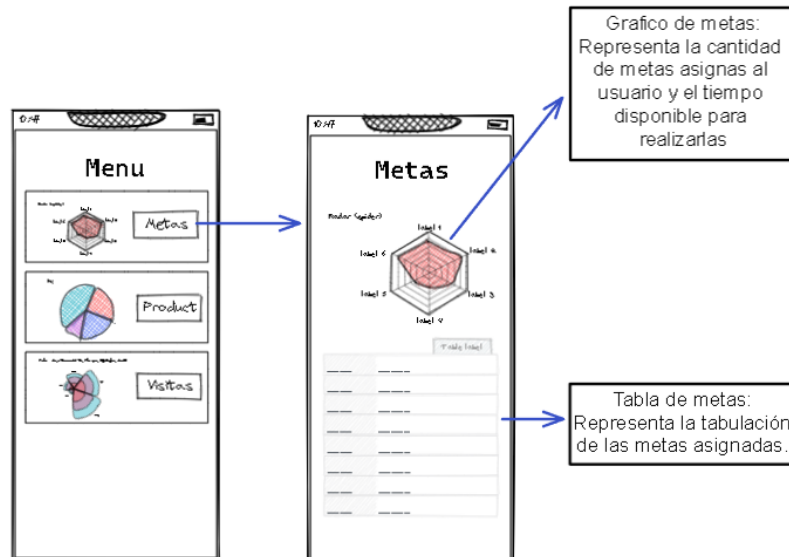 Grafico de metas:
Representa la cantidad
de metas asignas al
usuario y el tiempo
disponible para
realizarlas
10:47
Menu
Metas
Product
Visitas
10:47
Metas
Radar (spider)
label 1
label 2
label 3
label 4
label 5
label 6
Table label
Tabla de metas:
Representa la tabulación
de las metas asignadas.